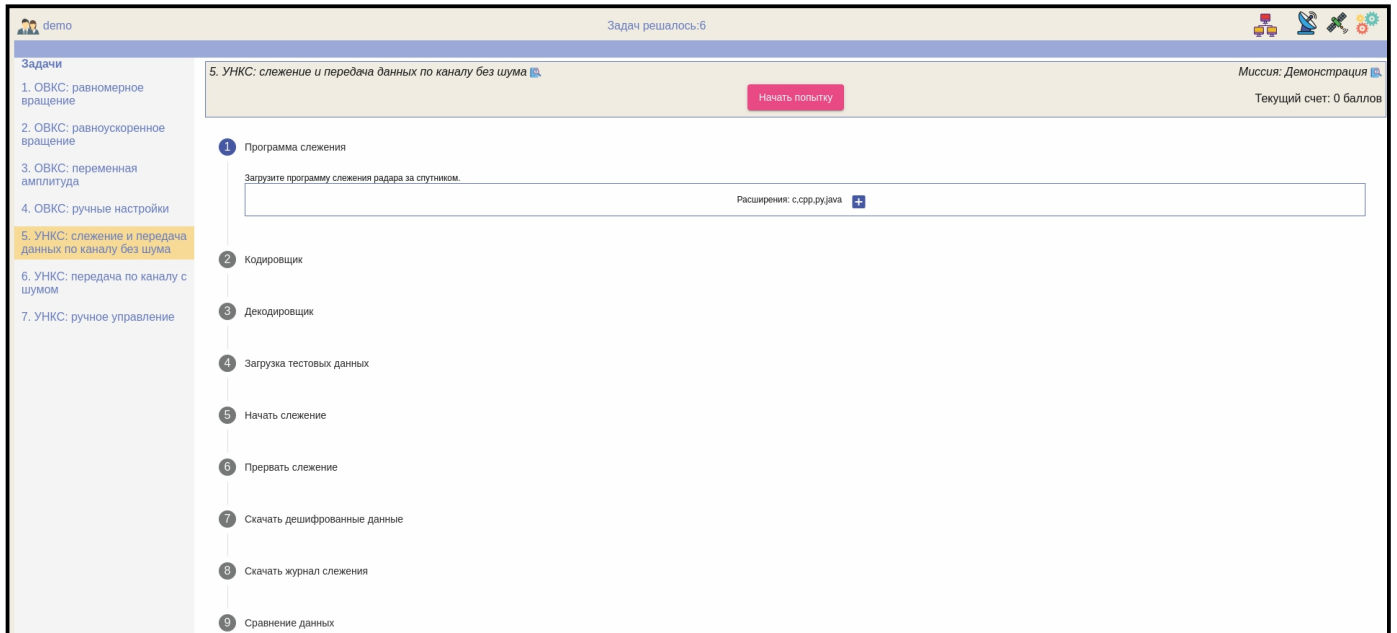 demo
Задач решалось:6
Задачи
1. ОВКС: равномерное
вращение
2. ОВКС: равноускоренное
вращение
3. ОВКС: переменная
амплитуда
4. ОВКС: ручные настройки
5. УНКС: слежение и передача
данных по каналу без шума
6. УНКС: передача по каналу с
шумом
7. УНКС: ручное управление
5. УНКС: слежение и передача данных по каналу без шума
Миссия: Демонстрация
Начать попытку
Текущий счет: 0 баллов
1 Программа слежения
Загрузите программу слежения радара за спутником.
Расширения: c,cpp,py,java
2 Кодировщик
3 Декодировщик
4 Загрузка тестовых данных
5 Начать слежение
6 Прервать слежение
7 Скачать дешифрованные данные
8 Скачать журнал слежения
9 Сравнение данных